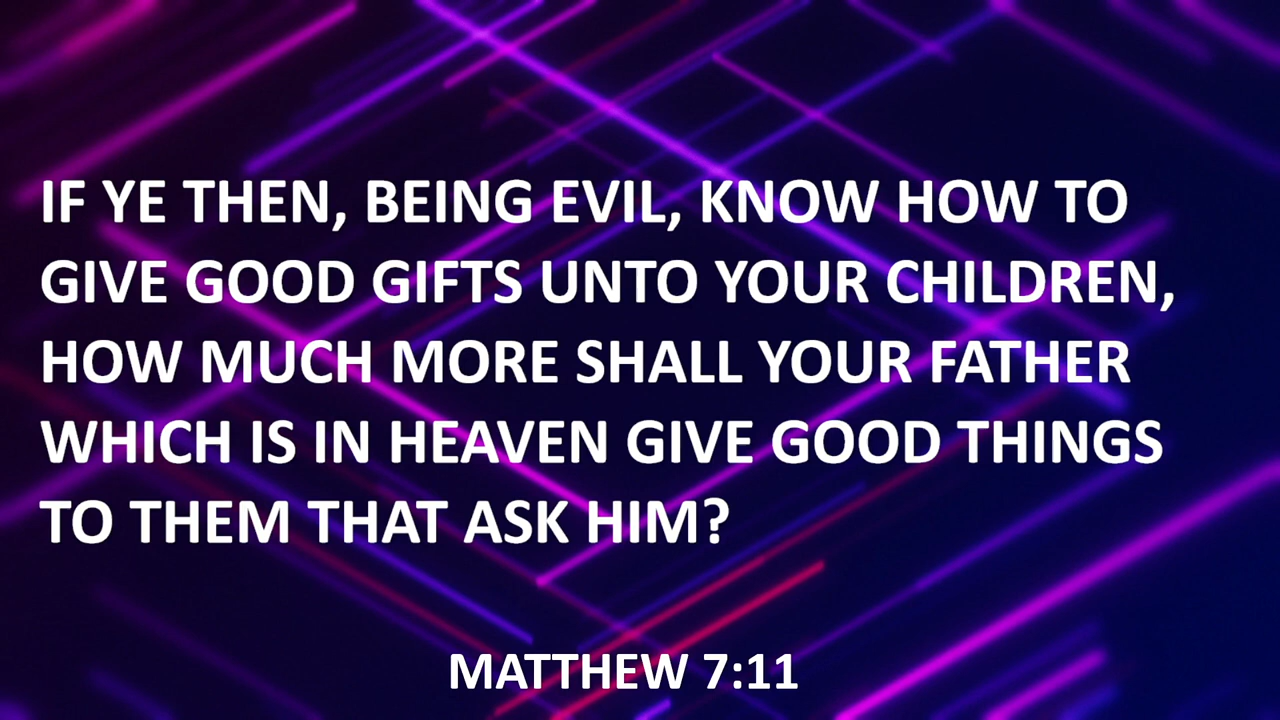 IF YE THEN, BEING EVIL, KNOW HOW TO
GIVE GOOD GIFTS UNTO YOUR CHILDREN,
HOW MUCH MORE SHALL YOUR FATHER
WHICH IS IN HEAVEN GIVE GOOD THINGS
TO THEM THAT ASK HIM?
MATTHEW 7:11